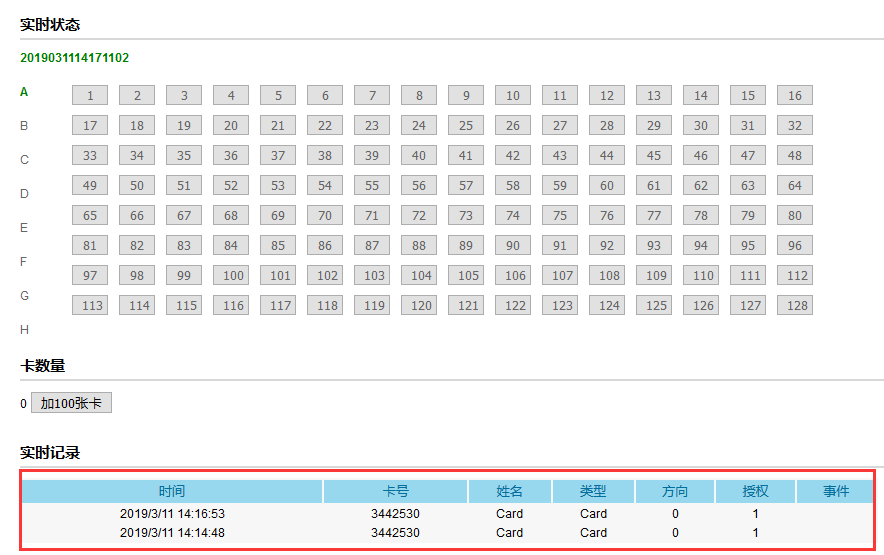 实时状态
2019031114171102
A 1 2 3 4 5 6 7 8 9 10 11 12 13 14 15 16
B 17 18 19 20 21 22 23 24 25 26 27 28 29 30 31 32
C 33 34 35 36 37 38 39 40 41 42 43 44 45 46 47 48
D 49 50 51 52 53 54 55 56 57 58 59 60 61 62 63 64
E 65 66 67 68 69 70 71 72 73 74 75 76 77 78 79 80
F 81 82 83 84 85 86 87 88 89 90 91 92 93 94 95 96
G 97 98 99 100 101 102 103 104 105 106 107 108 109 110 111 112
H 113 114 115 116 117 118 119 120 121 122 123 124 125 126 127 128
卡数量
0 加100张卡
实时记录
时间 卡号 姓名 类型 方向 授权 事件
2019/3/11 14:16:53 3442530 Card Card 0 1
2019/3/11 14:14:48 3442530 Card Card 0 1